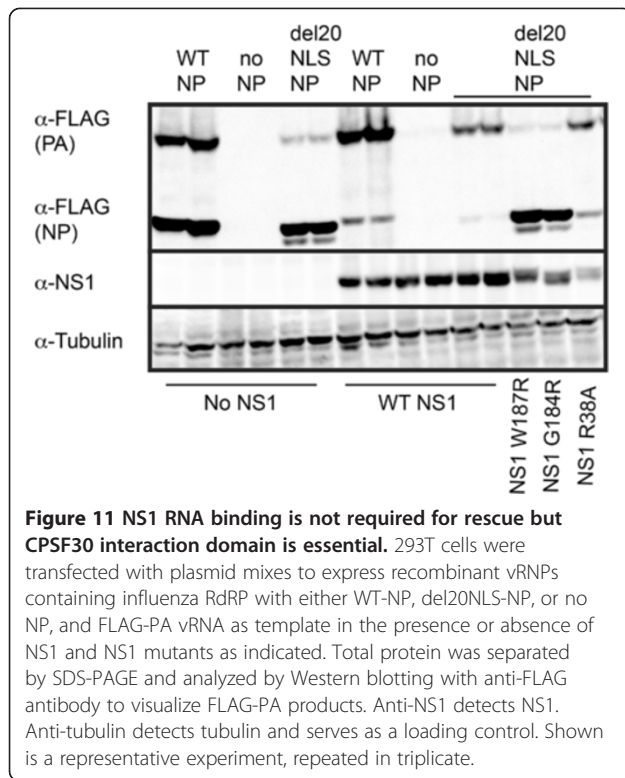 del20
WT no NLS WT no
NP NP NP NP NP
del20
NLS
NP
α-FLAG
(PA)
α-FLAG
(NP)
α-NS1
α-Tubulin
No NS1
WT NS1
NS1 W187R
NS1 G184R
NS1 R38A
Figure 11 NS1 RNA binding is not required for rescue but
CPSF30 interaction domain is essential. 293T cells were
transfected with plasmid mixes to express recombinant vRNPs
containing influenza RdRP with either WT-NP, del20NLS-NP, or no
NP, and FLAG-PA vRNA as template in the presence or absence of
NS1 and NS1 mutants as indicated. Total protein was separated
by SDS-PAGE and analyzed by Western blotting with anti-FLAG
antibody to visualize FLAG-PA products. Anti-NS1 detects NS1.
Anti-tubulin detects tubulin and serves as a loading control. Shown
is a representative experiment, repeated in triplicate.